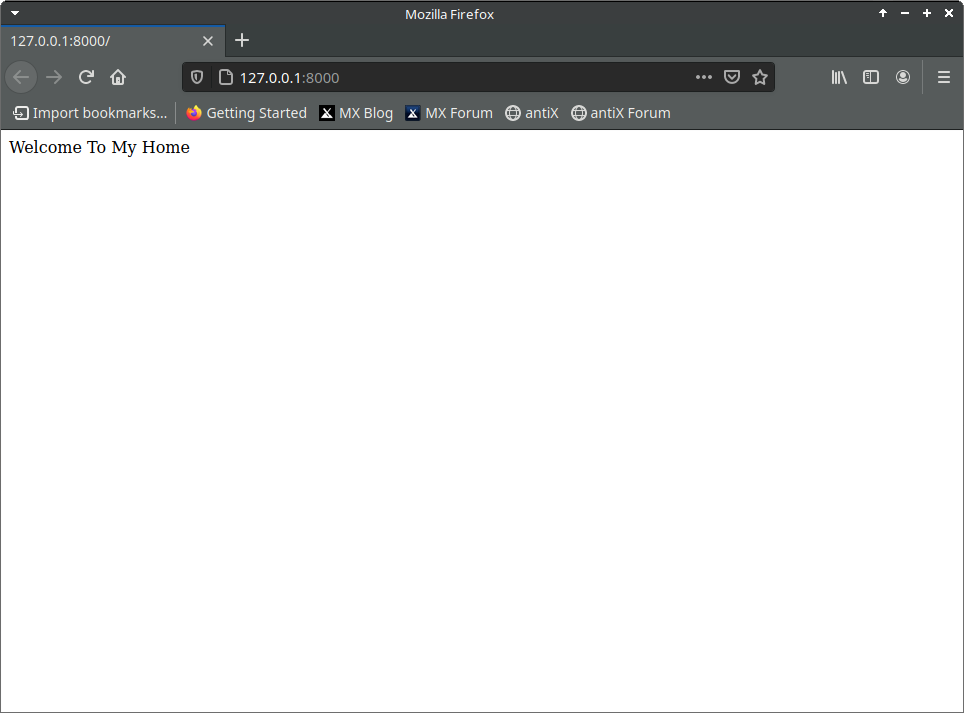 Mozilla Firefox
127.0.0.1:8000/
127.0.0.1:8000
Import bookmarks... Getting Started MX Blog MX Forum antiX antiX Forum
Welcome To My Home